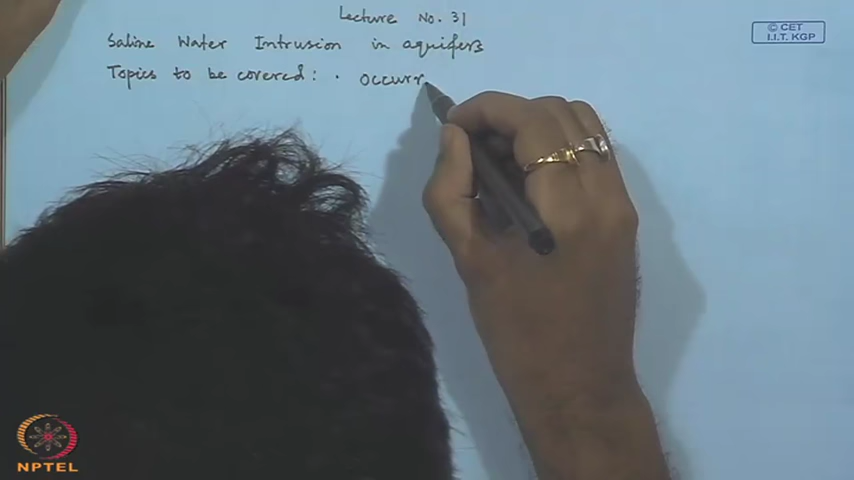 Lecture No. 31
© CET
I.I.T. KGP
Saline Water Intrusion in aquifers
Topics to be covered: · Occurr
NPTEL